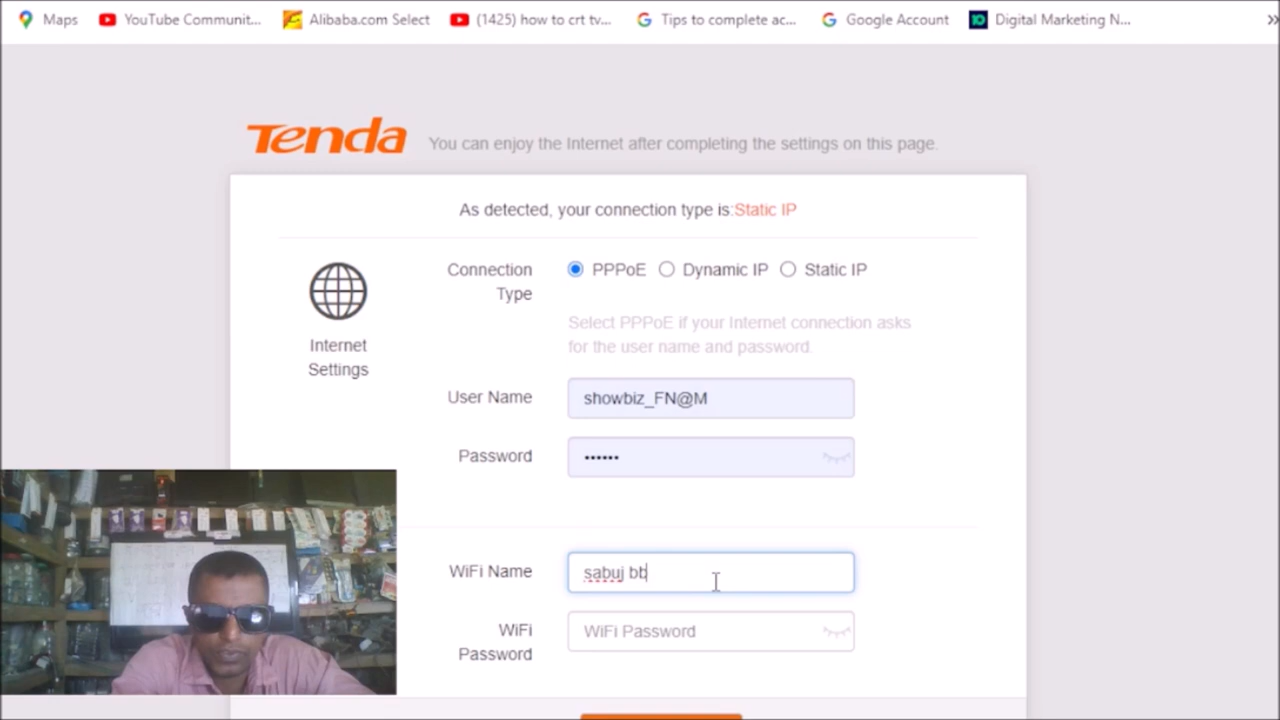 Maps YouTube Communit... Alibaba.com Select (1425) how to crt tv... Tips to complete ac... Google Account Digital Marketing N... »
Tenda You can enjoy the Internet after completing the settings on this page.
As detected, your connection type is:Static IP
Connection Type
PPPoE Dynamic IP Static IP
Select PPPoE if your Internet connection asks
for the user name and password.
Internet
Settings
User Name showbiz_FN@M
Password ••••••
WiFi Name sabuj bb
WiFi
Password
WiFi Password